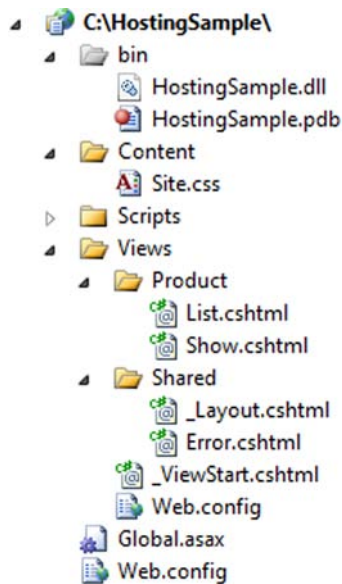 C:\HostingSample\
bin
HostingSample.dll
HostingSample.pdb
Content
Site.css
Scripts
Views
Product
List.cshtml
Show.cshtml
Shared
_Layout.cshtml
Error.cshtml
_ViewStart.cshtml
Web.config
Global.asax
Web.config